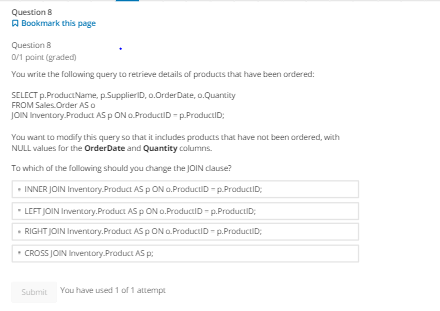 Question 8
Bookmark this page
Question 8
0/1 point (graded)
You write the following query to retrieve details of products that have been ordered:
SELECT p.ProductName, p.SupplierID, o.OrderDate, o.Quantity
FROM Sales.Order AS o
JOIN Inventory.Product AS p ON o.ProductID = p.ProductID;
You want to modify this query so that it includes products that have not been ordered, with
NULL values for the OrderDate and Quantity columns.
To which of the following should you change the JOIN clause?
INNER JOIN Inventory.Product AS p ON o.ProductID = p.ProductID;
LEFT JOIN Inventory.Product AS p ON o.ProductID = p.ProductID;
RIGHT JOIN Inventory.Product AS p ON o.ProductID = p.ProductID;
CROSS JOIN Inventory.Product AS p;
Submit You have used 1 of 1 attempt